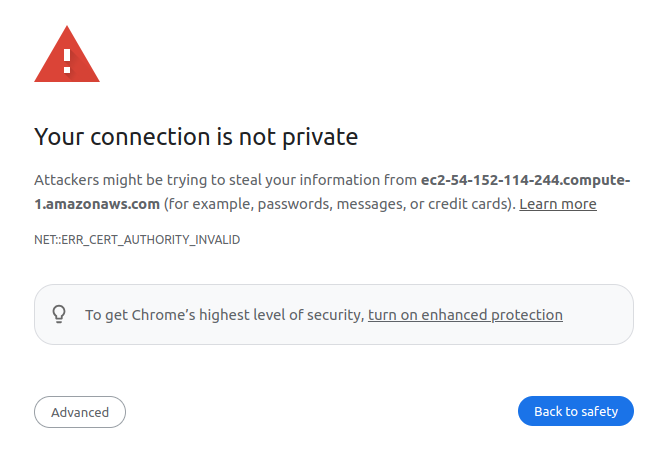 Your connection is not private
Attackers might be trying to steal your information from ec2-54-152-114-244.compute-
1.amazonaws.com (for example, passwords, messages, or credit cards). Learn more
NET::ERR_CERT_AUTHORITY_INVALID
To get Chrome’s highest level of security, turn on enhanced protection
Advanced
Back to safety